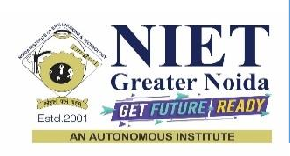 NIET
Greater Noida
GET FUTURE READY
Estd.2001
AN AUTONOMOUS INSTITUTE